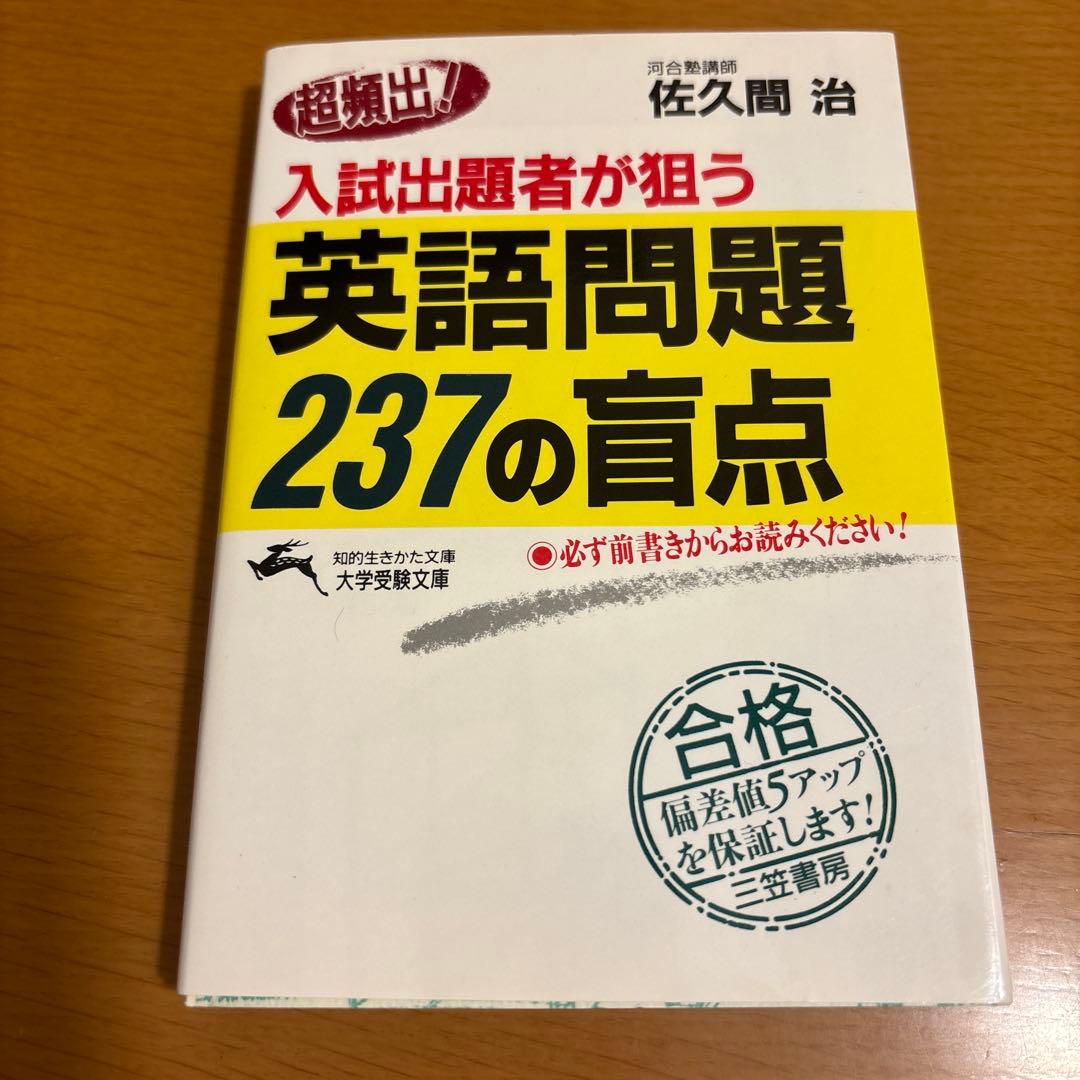 超頻出!
河合塾講師
佐久間 治
入試出題者が狙う
英語問題
237の盲点
知的生きかた文庫
大学受験文庫
◉必ず前書きからお読みください!
合格
偏差値5アップ
を保証します!
三笠書房